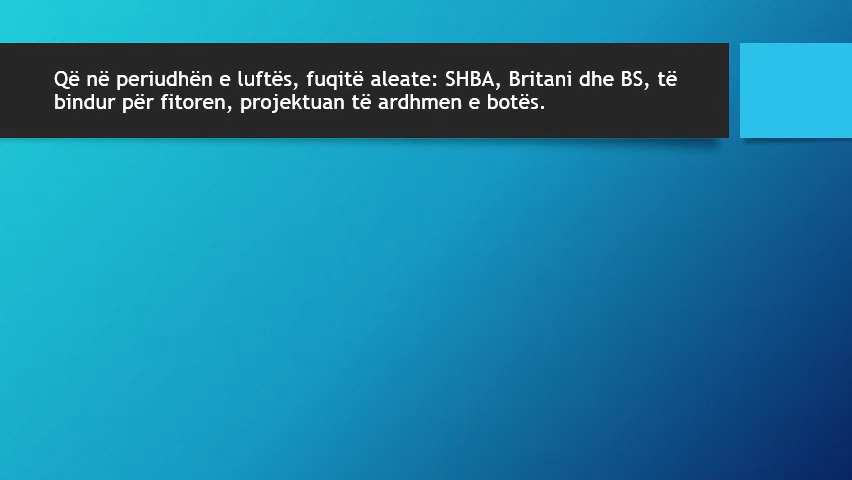 Që në periudhën e luftës, fuqitë aleate: SHBA, Britani dhe BS, të
bindur për fitoren, projektuan të ardhmen e botës.